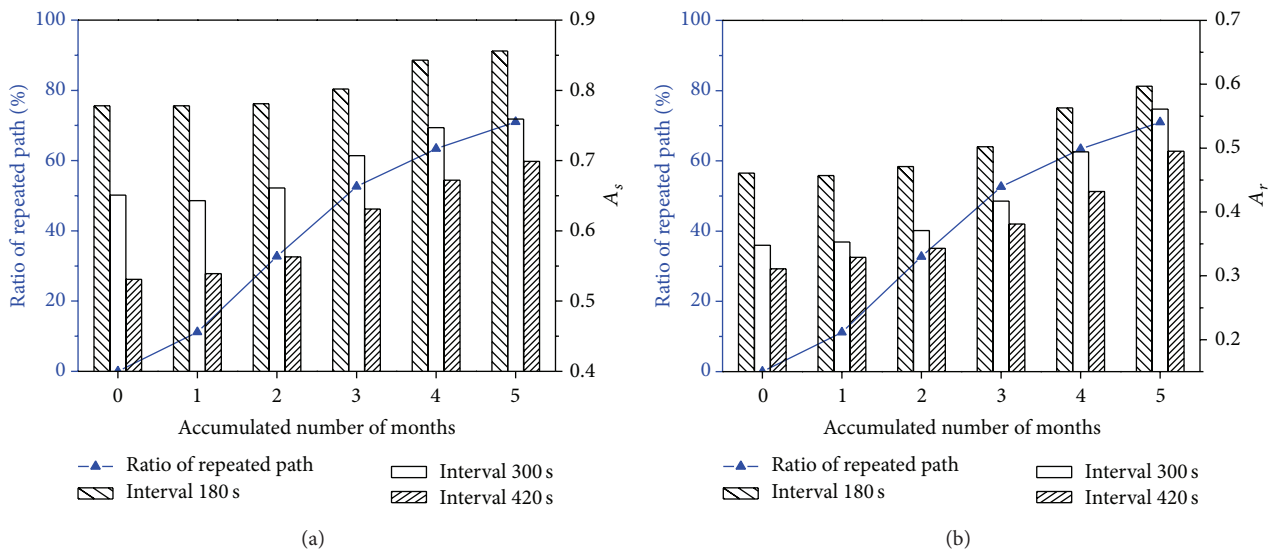 100
80
60
40
20
0
Ratio of repeated path (%)
0.9
0.8
0.7
0.6
0.5
0.4
A_s
0 1 2 3 4 5
Accumulated number of months
Ratio of repeated path
Interval 180 s
Interval 300 s
Interval 420 s
(a)
100
80
60
40
20
0
Ratio of repeated path (%)
0.7
0.6
0.5
0.4
0.3
0.2
A_r
0 1 2 3 4 5
Accumulated number of months
Ratio of repeated path
Interval 180 s
Interval 300 s
Interval 420 s
(b)